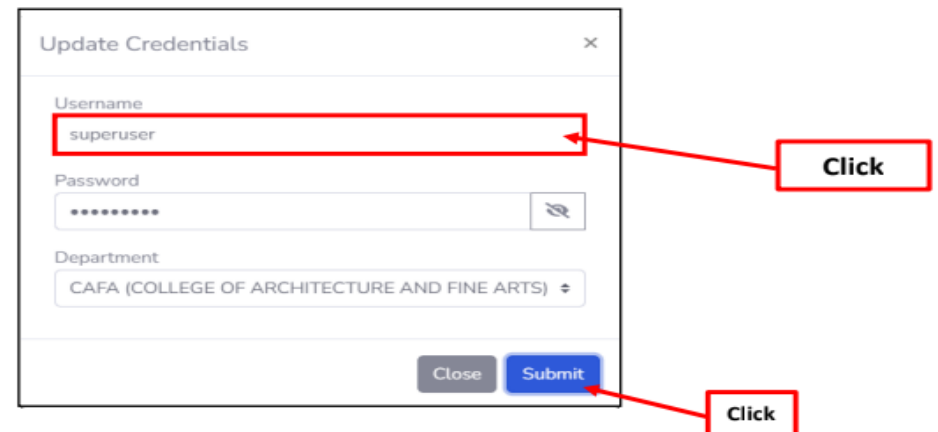 Update Credentials ×
Username
superuser
Click
Password
•••••••••
Department
CAFA (COLLEGE OF ARCHITECTURE AND FINE ARTS)
Close Submit
Click